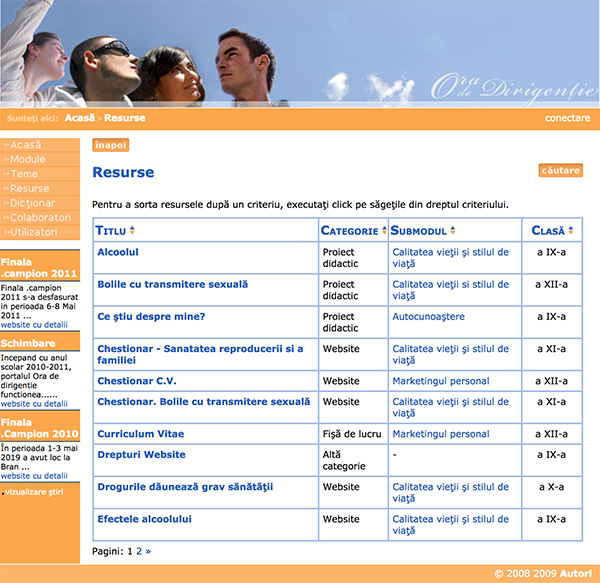 Ora
de Dirigenţie
Sunteţi aici: Acasă > Resurse
conectare
Acasă
Module
Teme
Resurse
Dicţionar
Colaboratori
Utilizatori
Finala
.campion 2011
Finala .campion
2011 s-a desfasurat
in perioada 6-8 Mai
2011 ...
website cu detalii
Schimbare
Incepand cu anul
scolar 2010-2011,
portalul Ora de
dirigentie
functionea......
website cu detalii
Finala
.Campion 2010
În perioada 1-3 mai
2019 a avut loc la
Bran ...
website cu detalii
vizualizare ştiri
înapoi
Resurse
căutare
Pentru a sorta resursele după un criteriu, executaţi click pe săgeţile din dreptul criteriului.
Titlu Categorie Submodul Clasă
Alcoolul Proiect Calitatea vieţii şi stilul de a IX-a
didactic viaţă
Bolile cu transmitere sexuală Proiect Calitatea vieţii si stilul de a XII-a
didactic viaţă
Ce ştiu despre mine? Proiect Autocunoaştere a IX-a
didactic
Chestionar - Sanatatea reproducerii si a Website Calitatea vieţii şi stilul de a XI-a
familiei viaţă
Chestionar C.V. Website Marketingul personal a XII-a
Chestionar. Bolile cu transmitere sexuală Website Calitatea vieţii şi stilul de a XI-a
viaţă
Curriculum Vitae Fişă de lucru Marketingul personal a XII-a
Drepturi Website Altă - a IX-a
categorie
Drogurile dăunează grav sănătăţii Website Calitatea vieţii şi stilul de a X-a
viaţă
Efectele alcoolului Website Calitatea vieţii şi stilul de a IX-a
viaţă
Pagini: 1 2 »
© 2008 2009 Autori